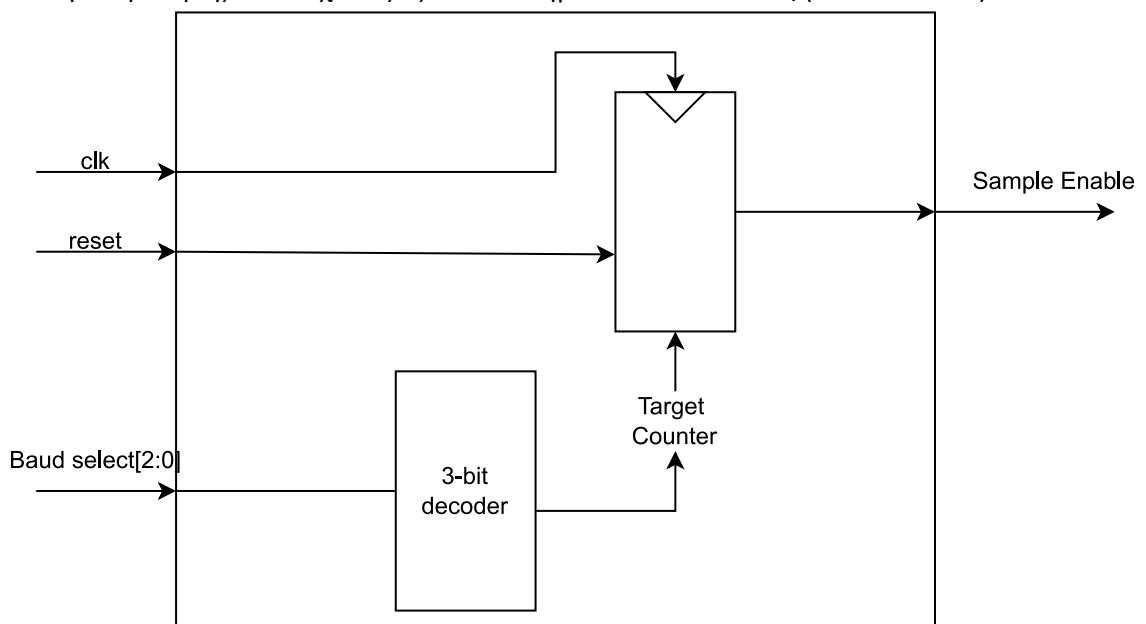 clk
Sample Enable
reset
Target
Counter
Baud select[2:0]
3-bit
decoder